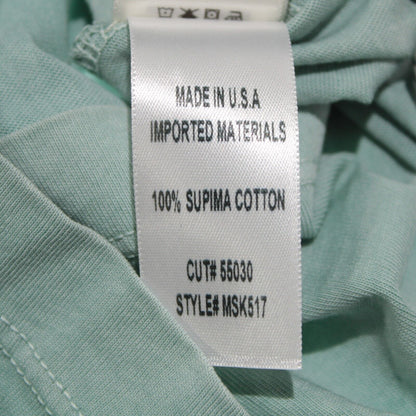 MADE IN U.S.A
IMPORTED MATERIALS
100% SUPIMA COTTON
CUT# 55030
STYLE# MSK517